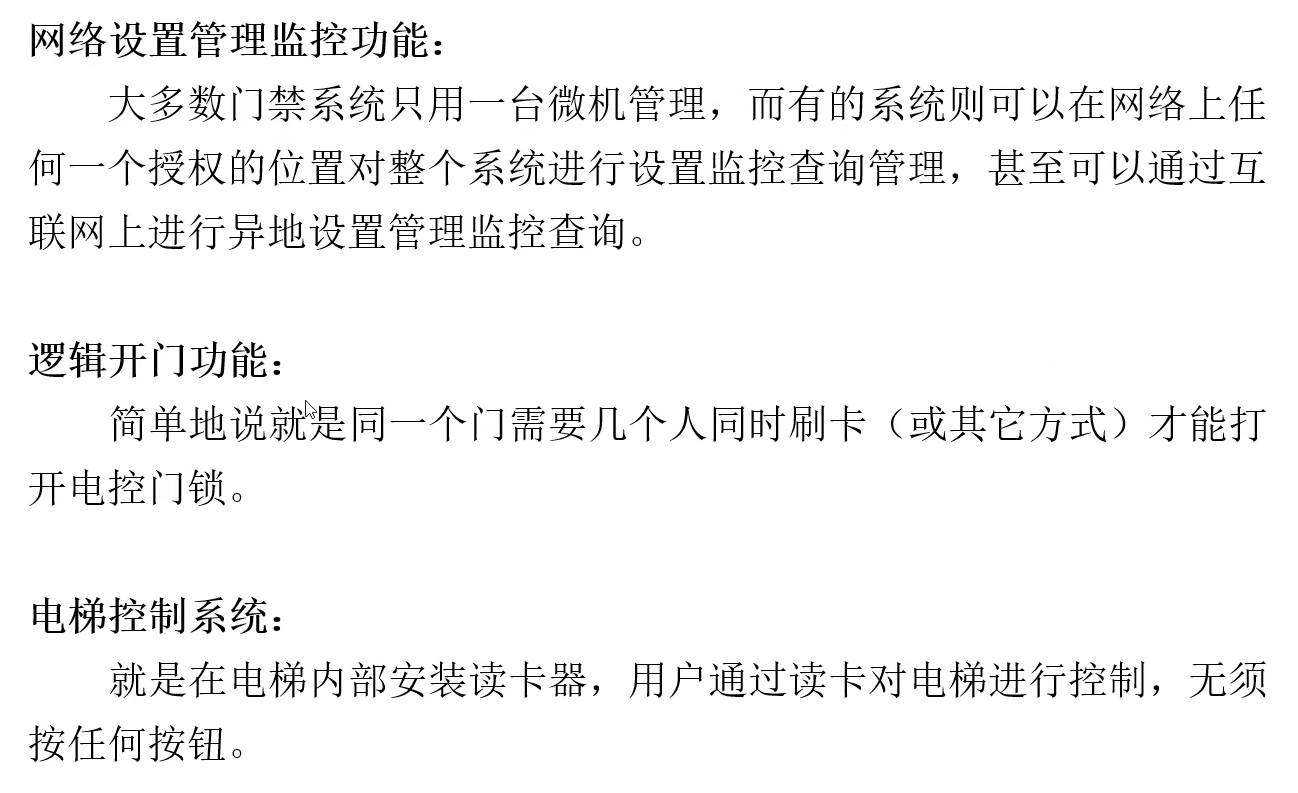 网络设置管理监控功能：
大多数门禁系统只用一台微机管理，而有的系统则可以在网络上任
何一个授权的位置对整个系统进行设置监控查询管理，甚至可以通过互
联网上进行异地设置管理监控查询。
逻辑开门功能：
简单地说就是同一个门需要几个人同时刷卡（或其它方式）才能打
开电控门锁。
电梯控制系统：
就是在电梯内部安装读卡器，用户通过读卡对电梯进行控制，无须
按任何按钮。